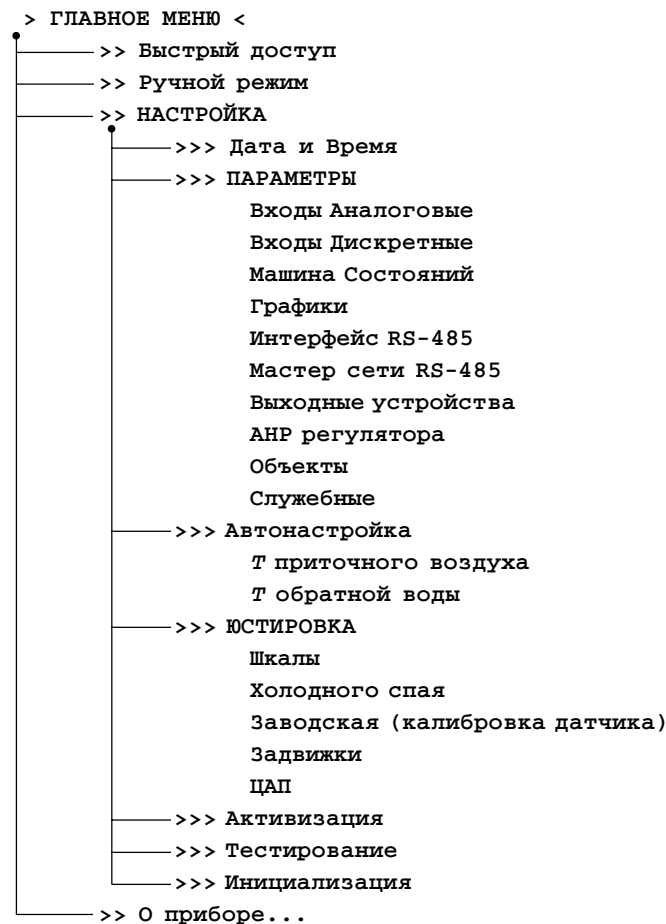 > ГЛАВНОЕ МЕНЮ <
>> Быстрый доступ
>> Ручной режим
>> НАСТРОЙКА
>>> Дата и Время
>>> ПАРАМЕТРЫ
Входы Аналоговые
Входы Дискретные
Машина Состояний
Графики
Интерфейс RS-485
Мастер сети RS-485
Выходные устройства
АНР регулятора
Объекты
Служебные
>>> Автонастройка
Т приточного воздуха
Т обратной воды
>>> ЮСТИРОВКА
Шкалы
Холодного спая
Заводская (калибровка датчика)
Задвижки
ЦАП
>>> Активизация
>>> Тестирование
>>> Инициализация
>> О приборе...